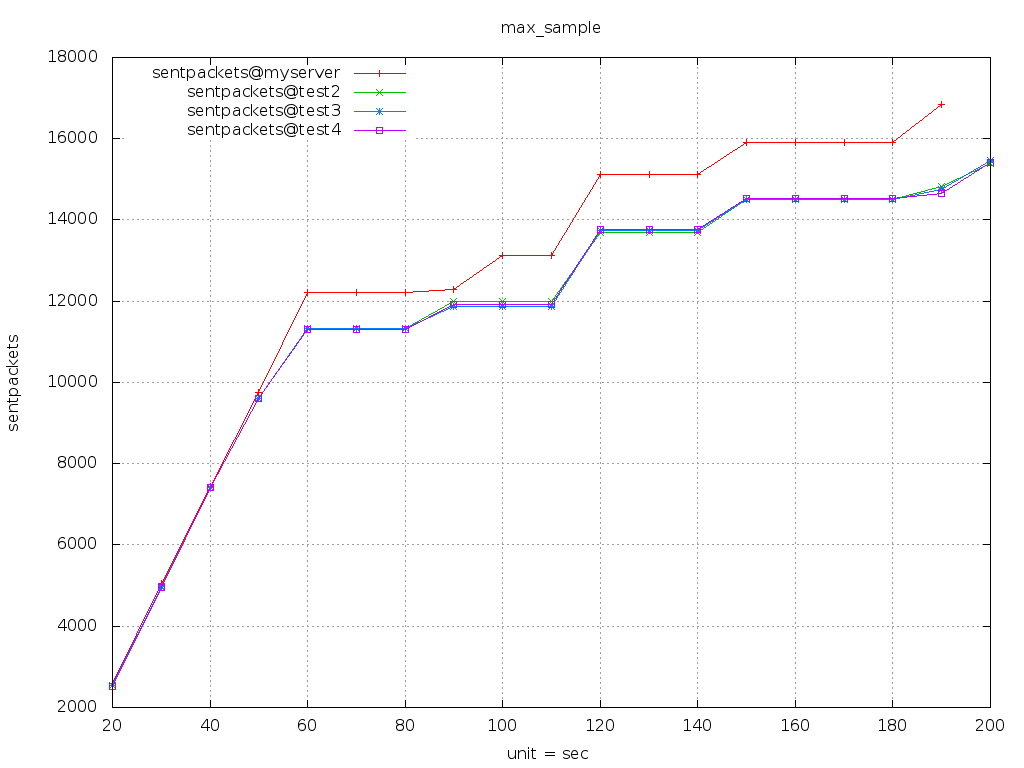 max_sample
sentpackets@myserver
sentpackets@test2
sentpackets@test3
sentpackets@test4
18000
16000
14000
12000
10000
8000
6000
4000
2000
sentpackets
20 40 60 80 100 120 140 160 180 200
unit = sec